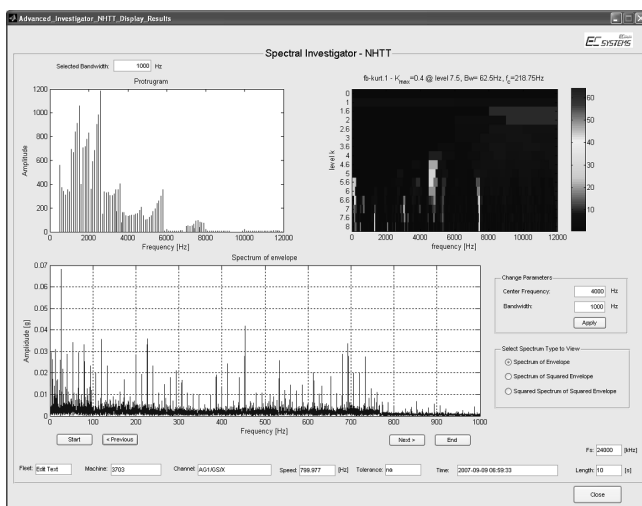 Advanced_Investigator_NHTT_Display_Results
EC SYSTEMS
Spectral Investigator - NHTT
Selected Bandwidth: 1000 Hz
Protrugram
1200
1000
800
600
400
200
0
Amplitude
0 2000 4000 6000 8000 10000 12000
Frequency [Hz]
fb-kurt.1 - Kmax=0.4 @ level 7.5, Bw= 62.5Hz, fc=218.75Hz
0
1
1.6
2
2.6
3
3.6
4
4.6
5
5.6
6
6.6
7
7.6
8
level k
0 2000 4000 6000 8000 10000 12000
frequency [Hz]
60
50
40
30
20
10
Spectrum of envelope
0.07
0.06
0.05
0.04
0.03
0.02
0.01
0
Amplidude [g]
0 100 200 300 400 500 600 700 800 900 1000
Frequency [Hz]
Change Parameters
Center Frequency: 4000 Hz
Bandwidth: 1000 Hz
Apply
Select Spectrum Type to View
Spectrum of Envelope
Spectrum of Squared Envelope
Squared Spectrum of Squared Envelope
Start < Previous Next > End
Fs: 24000 [kHz]
Fleet: Edit Text Machine: 3703 Channel: AG1/GS/X Speed: 799.977 [Hz] Tolerance: na Time: 2007-09-09 06:59:33 Length: 10 [s]
Close